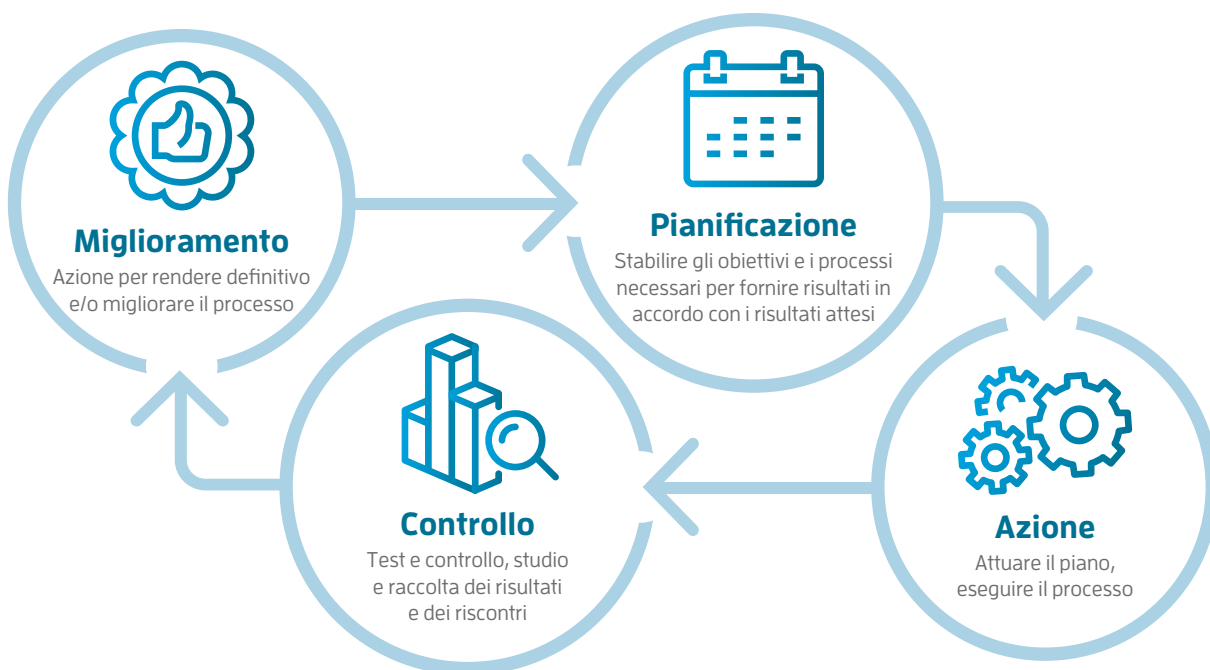 Miglioramento
Azione per rendere definitivo
e/o migliorare il processo
Pianificazione
Stabilire gli obiettivi e i processi
necessari per fornire risultati in
accordo con i risultati attesi
Controllo
Test e controllo, studio
e raccolta dei risultati
e dei riscontri
Azione
Attuare il piano,
eseguire il processo